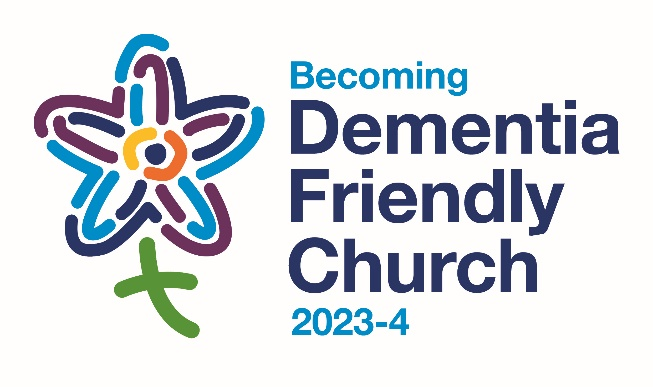 Becoming
Dementia
Friendly
Church
2023-4